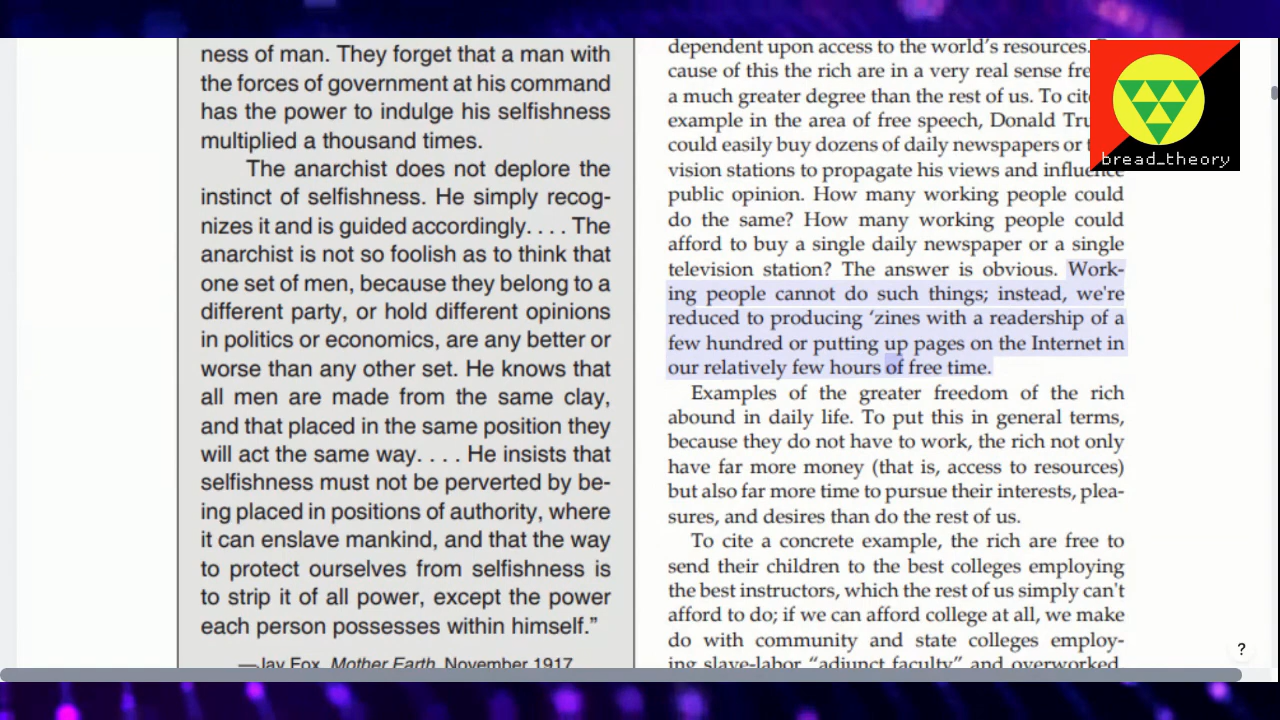 ness of man. They forget that a man with
the forces of government at his command
has the power to indulge his selfishness
multiplied a thousand times.
The anarchist does not deplore the
instinct of selfishness. He simply recog-
nizes it and is guided accordingly. . . . The
anarchist is not so foolish as to think that
one set of men, because they belong to a
different party, or hold different opinions
in politics or economics, are any better or
worse than any other set. He knows that
all men are made from the same clay,
and that placed in the same position they
will act the same way. . . . He insists that
selfishness must not be perverted by be-
ing placed in positions of authority, where
it can enslave mankind, and that the way
to protect ourselves from selfishness is
to strip it of all power, except the power
each person possesses within himself.”
—Jay Fox, Mother Earth, November 1917
dependent upon access to the world’s resources.
cause of this the rich are in a very real sense
a much greater degree than the rest of us. To
example in the area of free speech, Donald
could easily buy dozens of daily newspapers or
vision stations to propagate his views and influence
public opinion. How many working people could
do the same? How many working people could
afford to buy a single daily newspaper or a single
television station? The answer is obvious. Work-
ing people cannot do such things; instead, we're
reduced to producing ‘zines with a readership of a
few hundred or putting up pages on the Internet in
our relatively few hours of free time.
Examples of the greater freedom of the rich
abound in daily life. To put this in general terms,
because they do not have to work, the rich not only
have far more money (that is, access to resources)
but also far more time to pursue their interests, plea-
sures, and desires than do the rest of us.
To cite a concrete example, the rich are free to
send their children to the best colleges employing
the best instructors, which the rest of us simply can't
afford to do; if we can afford college at all, we make
do with community and state colleges employ-
ing slave-labor “adjunct faculty” and overworked,
bread_theory
?